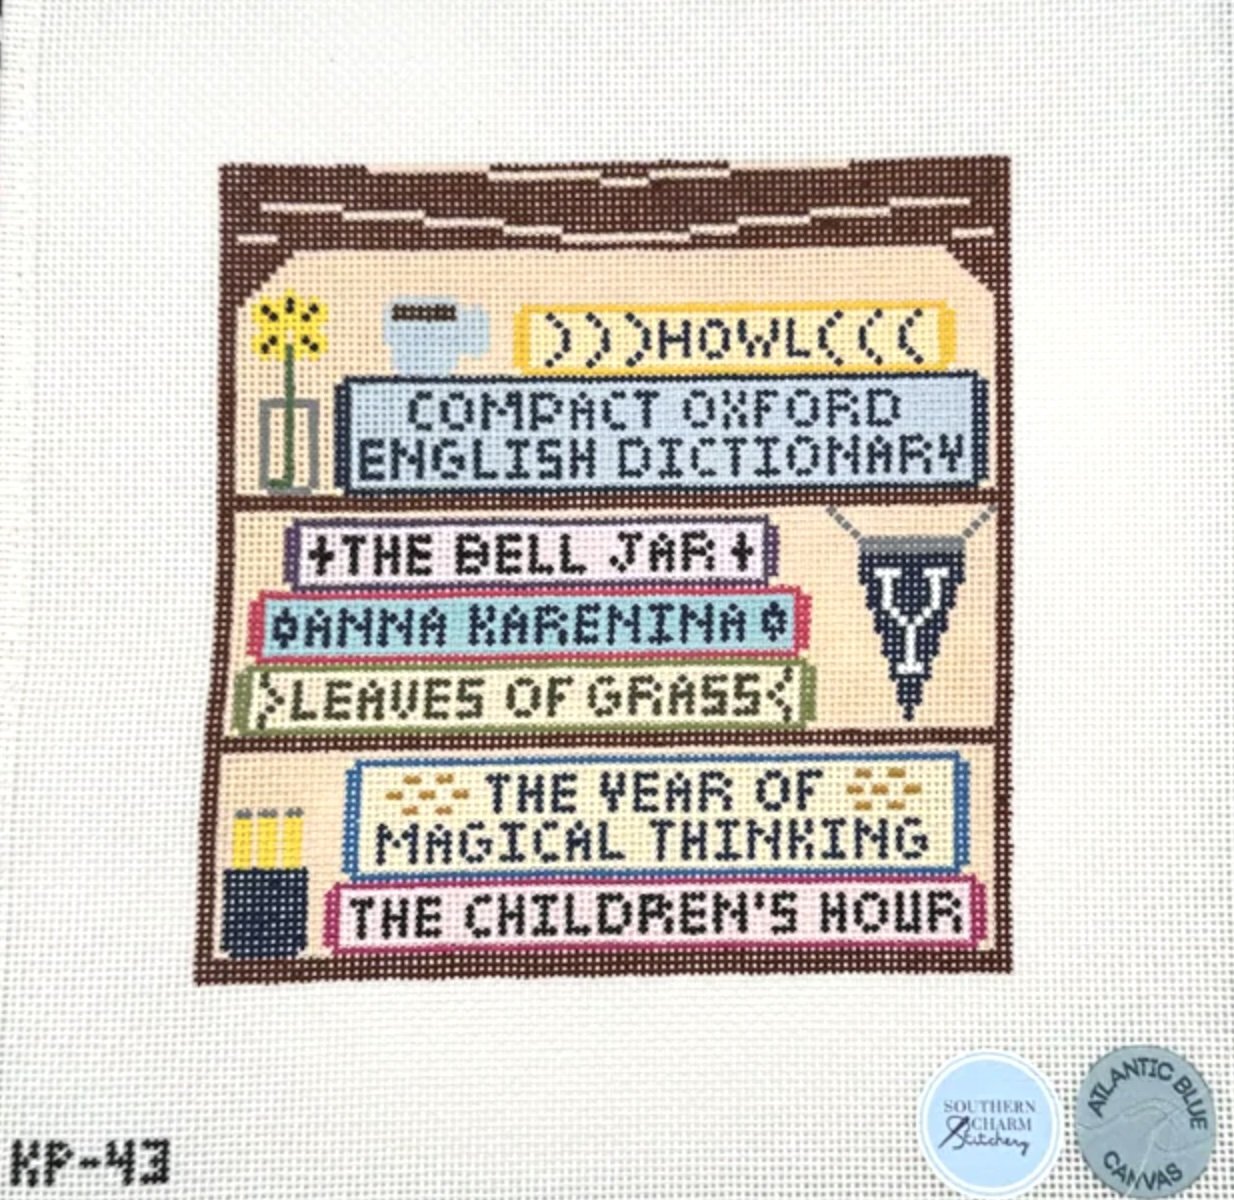 )))HOWL(((
COMPACT OXFORD
ENGLISH DICTIONARY
THE BELL JAR
ANNA KARENINA
Y
>LEAVES OF GRASS<
THE YEAR OF
MAGICAL THINKING
THE CHILDREN'S HOUR
KP-43
SOUTHERN
CHARM
Stitchery
ATLANTIC BLUE
CANVAS